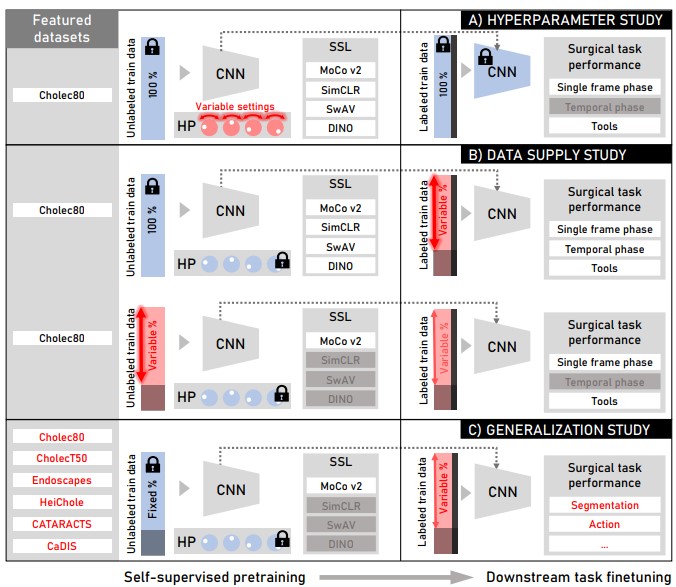 Featured
datasets
A) HYPERPARAMETER STUDY
Cholec80
Unlabeled train data
100 %
CNN
Variable settings
HP
SSL
MoCo v2
SimCLR
SwAV
DINO
Labeled train data
100 %
CNN
Surgical task
performance
Single frame phase
Temporal phase
Tools
B) DATA SUPPLY STUDY
Cholec80
Unlabeled train data
100 %
CNN
HP
SSL
MoCo v2
SimCLR
SwAV
DINO
Labeled train data
Variable %
CNN
Surgical task
performance
Single frame phase
Temporal phase
Tools
Cholec80
Unlabeled train data
Variable %
CNN
HP
SSL
MoCo v2
SimCLR
SwAV
DINO
Labeled train data
Variable %
CNN
Surgical task
performance
Single frame phase
Temporal phase
Tools
C) GENERALIZATION STUDY
Cholec80
CholecT50
Endoscapes
HeiChole
CATARACTS
CaDIS
Unlabeled train data
Fixed %
CNN
HP
SSL
MoCo v2
SimCLR
SwAV
DINO
Labeled train data
Variable %
CNN
Surgical task
performance
Segmentation
Action
...
Self-supervised pretraining
Downstream task finetuning